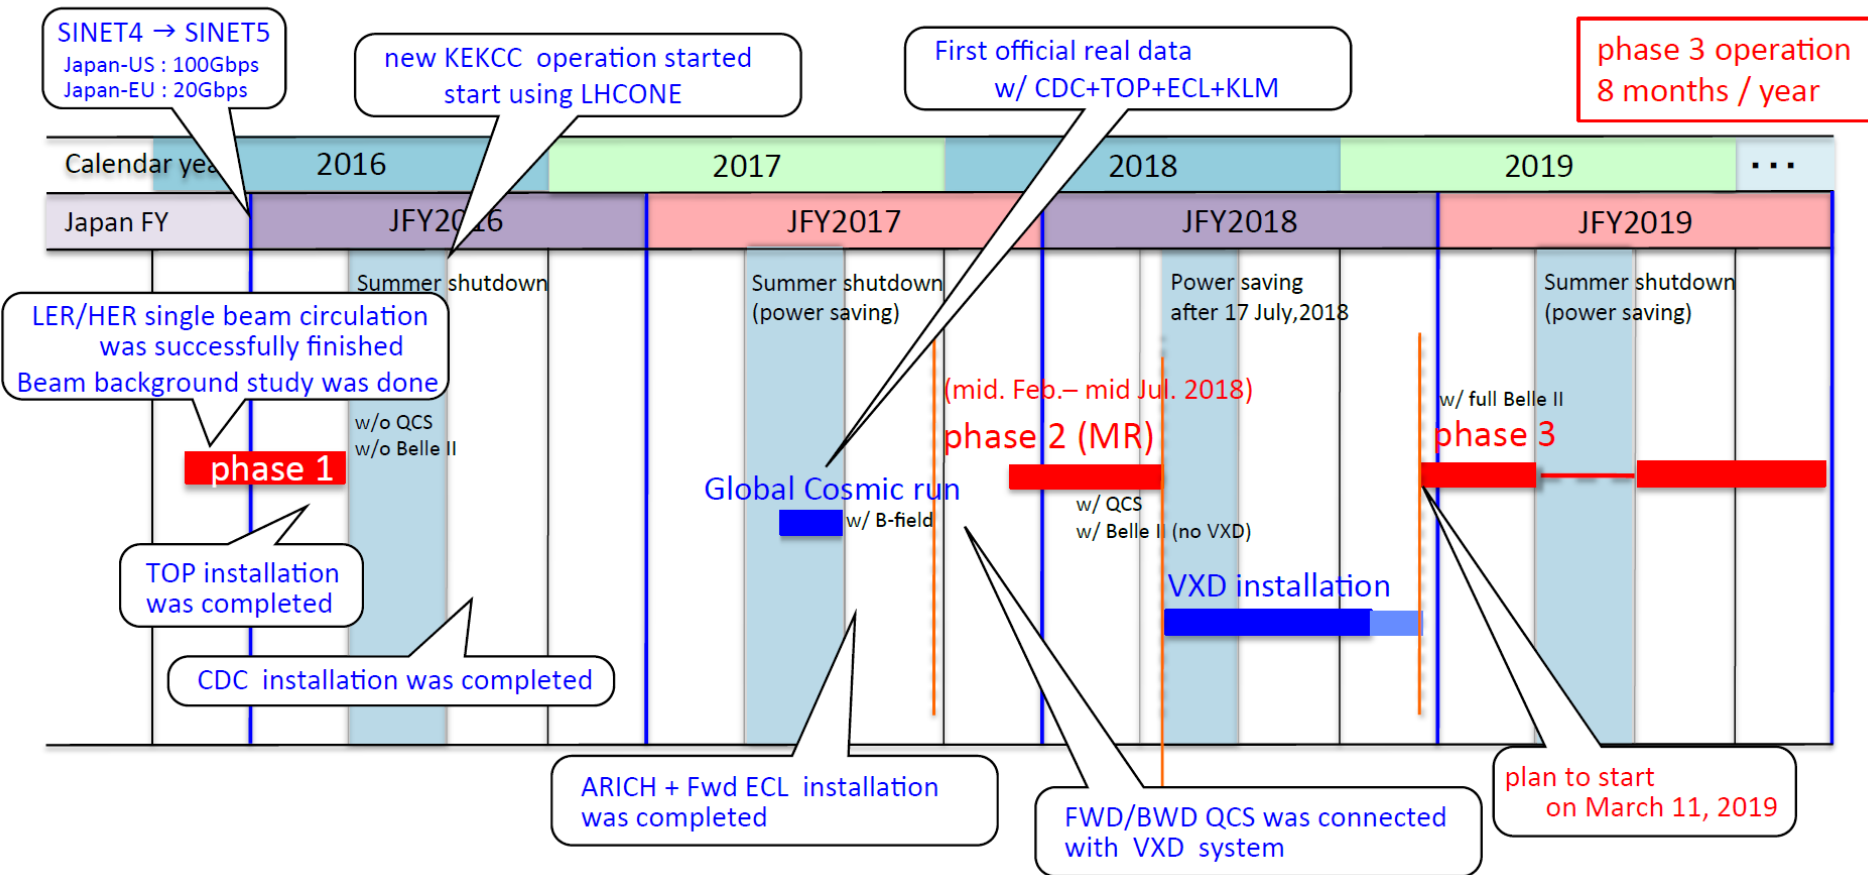 SINET4 → SINET5
Japan-US : 100Gbps
Japan-EU : 20Gbps
new KEKCC operation started
start using LHCONE
First official real data
w/ CDC+TOP+ECL+KLM
phase 3 operation
8 months / year
Calendar yea
2016
2017
2018
2019
...
Japan FY
JFY2016
JFY2017
JFY2018
JFY2019
Summer shutdown
Summer shutdown
(power saving)
Power saving
after 17 July,2018
Summer shutdown
(power saving)
LER/HER single beam circulation
was successfully finished
Beam background study was done
w/o QCS
w/o Belle II
phase 1
(mid. Feb.– mid Jul. 2018)
phase 2 (MR)
w/ full Belle II
phase 3
Global Cosmic run
w/ B-field
w/ QCS
w/ Belle II (no VXD)
TOP installation
was completed
VXD installation
CDC installation was completed
ARICH + Fwd ECL installation
was completed
FWD/BWD QCS was connected
with VXD system
plan to start
on March 11, 2019